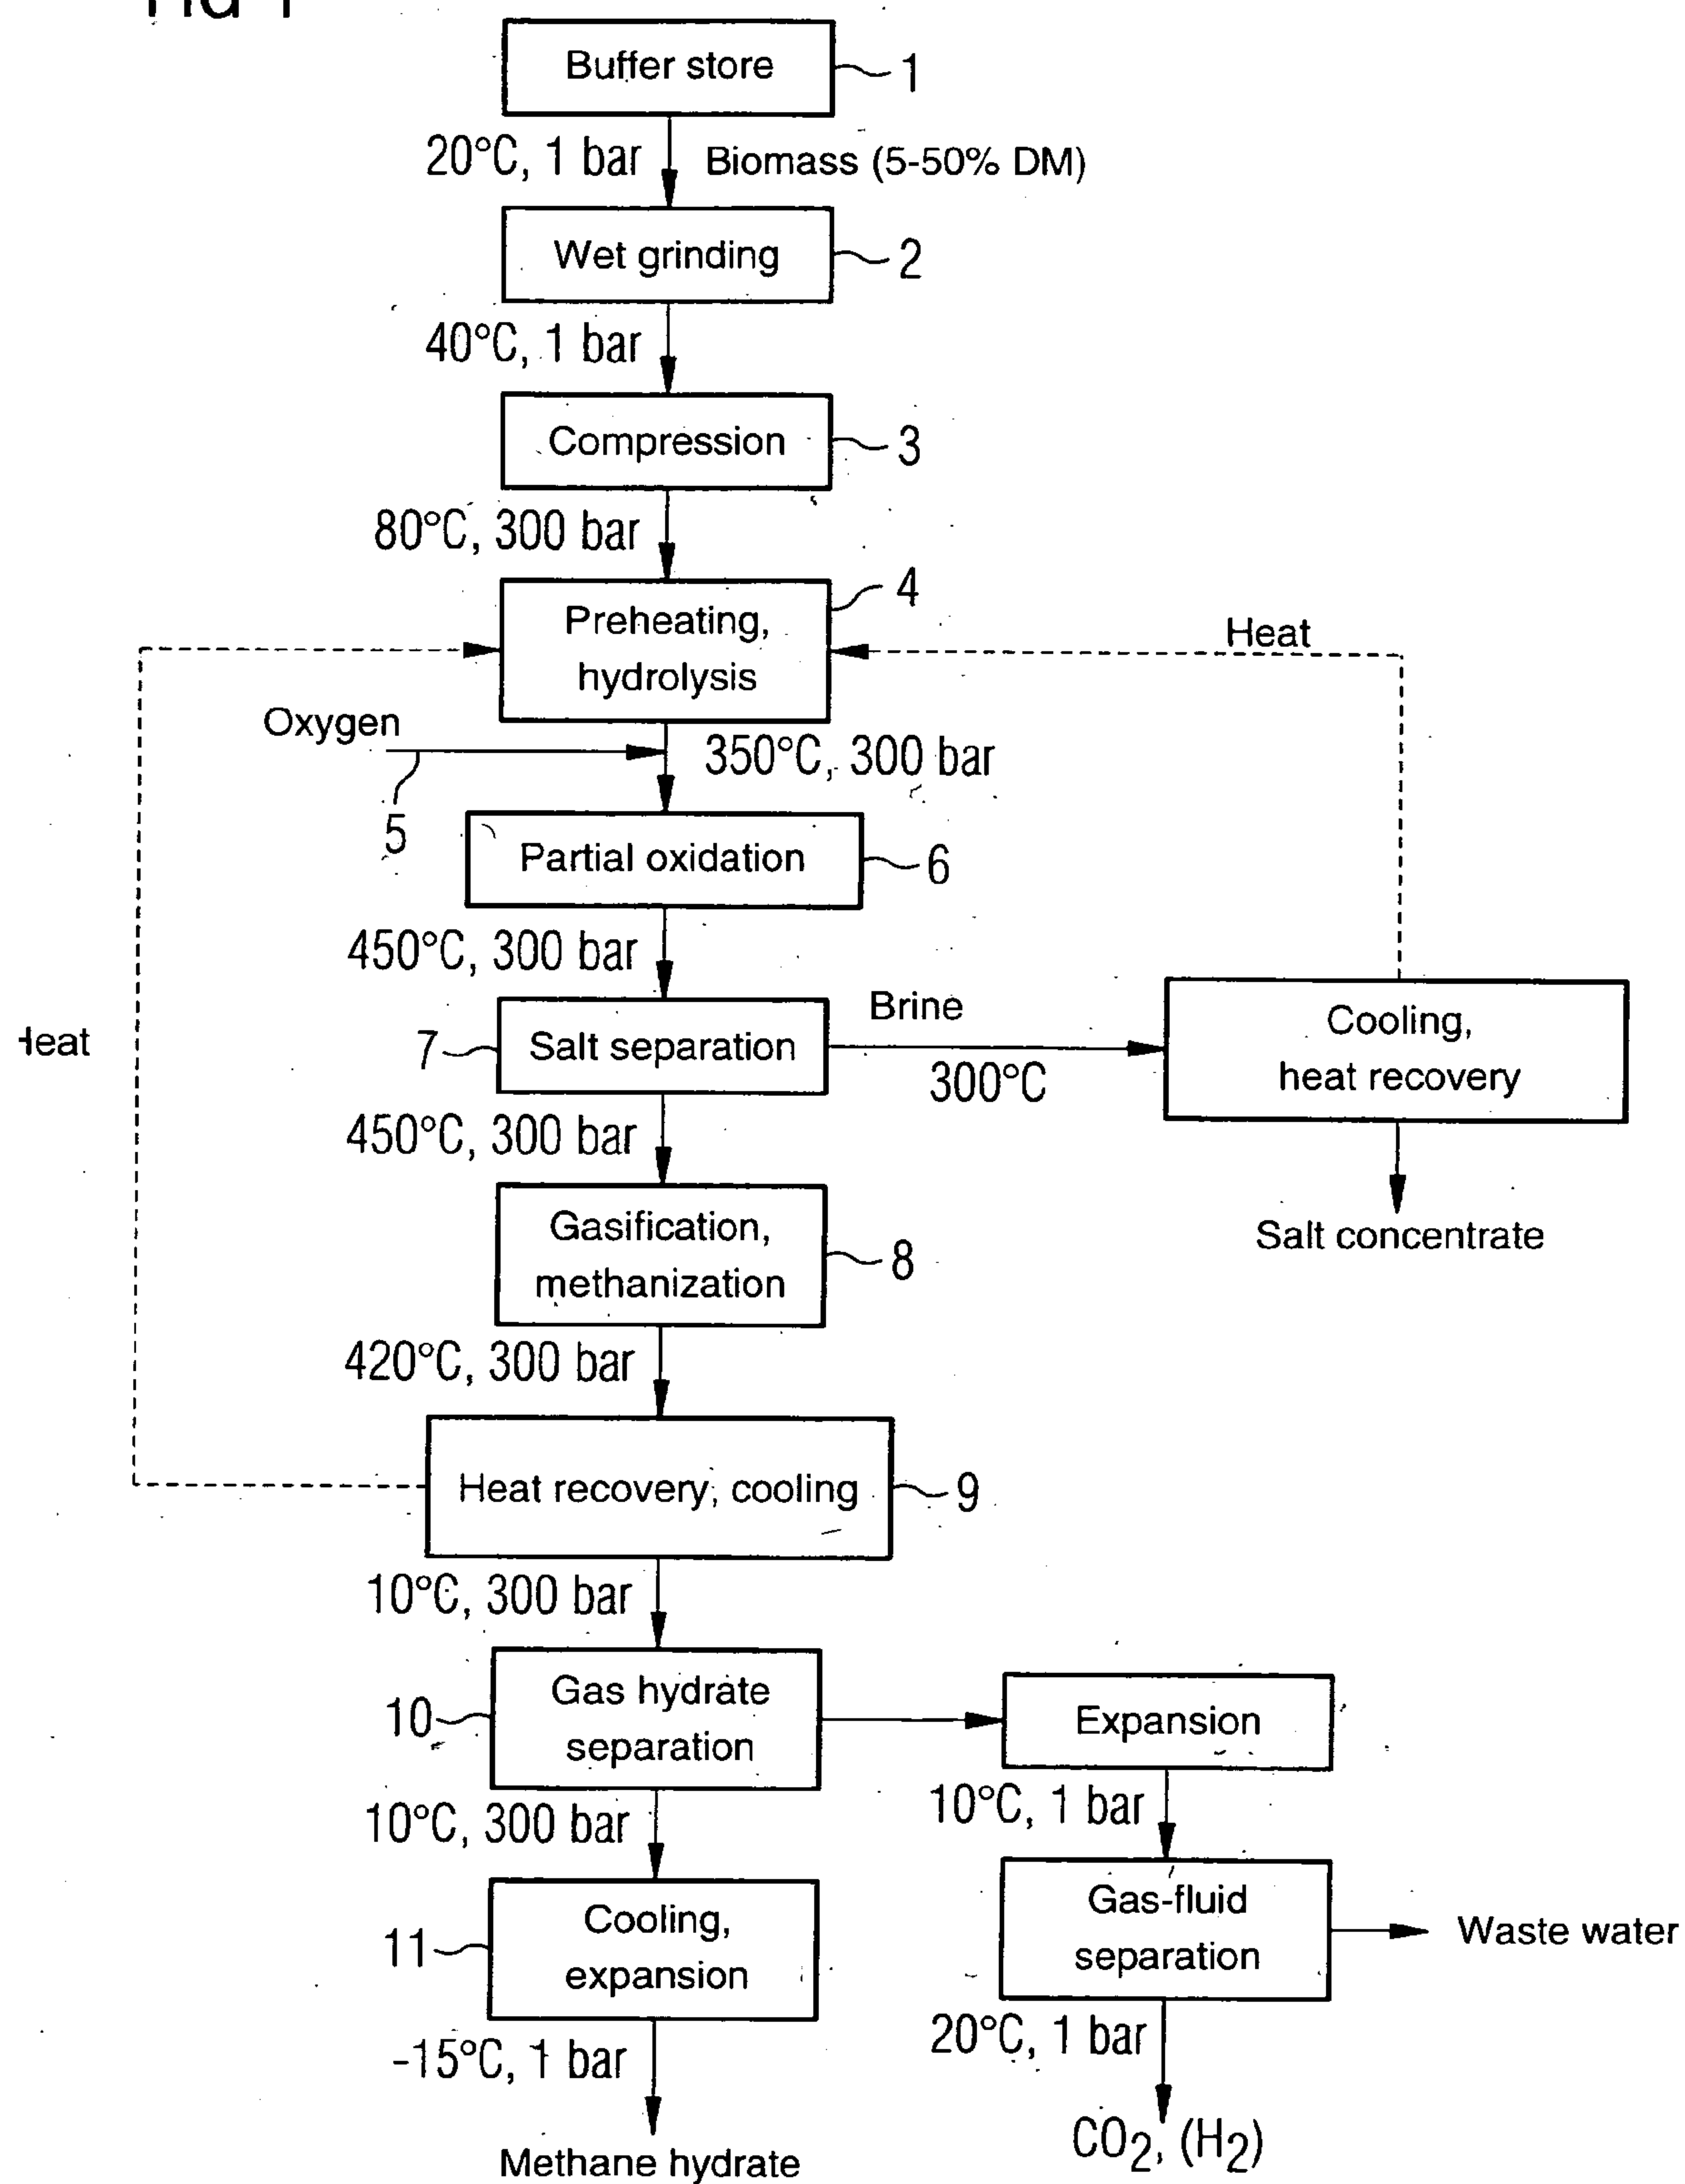 Buffer store
1
20°C, 1 bar
Biomass (5-50% DM)
Wet grinding
2
40°C, 1 bar
Compression
3
80°C, 300 bar
4
Preheating,
hydrolysis
Heat
Oxygen
5
350°C, 300 bar
Partial oxidation
6
450°C, 300 bar
7
Salt separation
Brine
300°C
Cooling,
heat recovery
Heat
450°C, 300 bar
Salt concentrate
Gasification,
methanization
8
420°C, 300 bar
Heat recovery, cooling
9
10°C, 300 bar
10
Gas hydrate
separation
Expansion
10°C, 300 bar
10°C, 1 bar
11
Cooling,
expansion
Gas-fluid
separation
Waste water
-15°C, 1 bar
20°C, 1 bar
Methane hydrate
CO2, (H2)